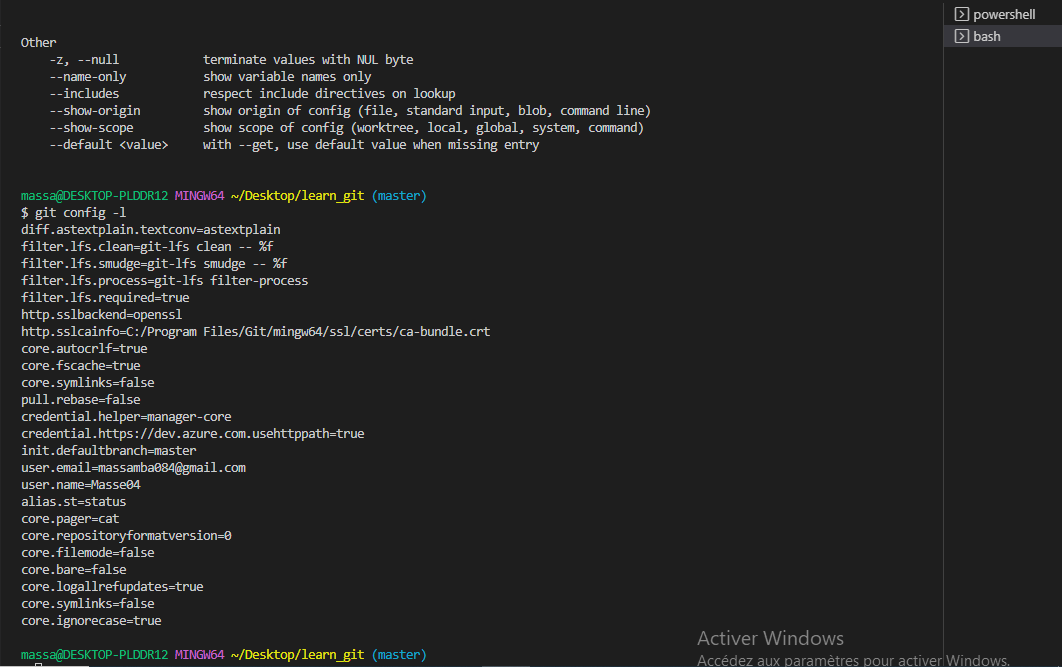 Other
    -z, --null            terminate values with NUL byte
    --name-only           show variable names only
    --includes            respect include directives on lookup
    --show-origin         show origin of config (file, standard input, blob, command line)
    --show-scope          show scope of config (worktree, local, global, system, command)
    --default <value>     with --get, use default value when missing entry
massa@DESKTOP-PLDDR12 MINGW64 ~/Desktop/learn_git (master)
$ git config -l
diff.astextplain.textconv=astextplain
filter.lfs.clean=git-lfs clean -- %f
filter.lfs.smudge=git-lfs smudge -- %f
filter.lfs.process=git-lfs filter-process
filter.lfs.required=true
http.sslbackend=openssl
http.sslcainfo=C:/Program Files/Git/mingw64/ssl/certs/ca-bundle.crt
core.autocrlf=true
core.fscache=true
core.symlinks=false
pull.rebase=false
credential.helper=manager-core
credential.https://dev.azure.com.usehttppath=true
init.defaultbranch=master
user.email=massamba084@gmail.com
user.name=Masse04
alias.st=status
core.pager=cat
core.repositoryformatversion=0
core.filemode=false
core.bare=false
core.logallrefupdates=true
core.symlinks=false
core.ignorecase=true
massa@DESKTOP-PLDDR12 MINGW64 ~/Desktop/learn_git (master)
powershell
bash
Activer Windows
Accédez aux paramètres pour activer Windows.